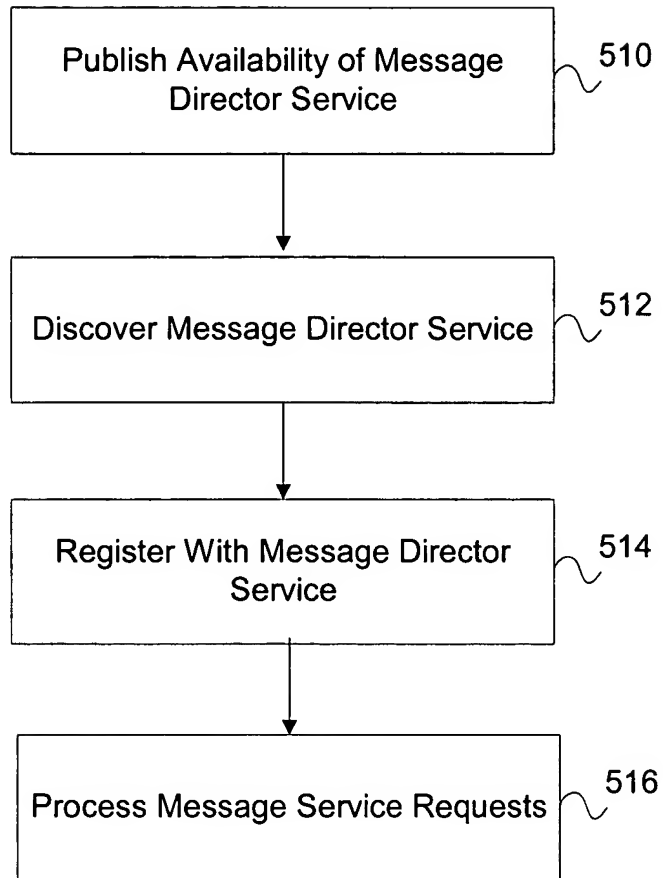 Publish Availability of Message
Director Service
510
Discover Message Director Service
512
Register With Message Director
Service
514
Process Message Service Requests
516